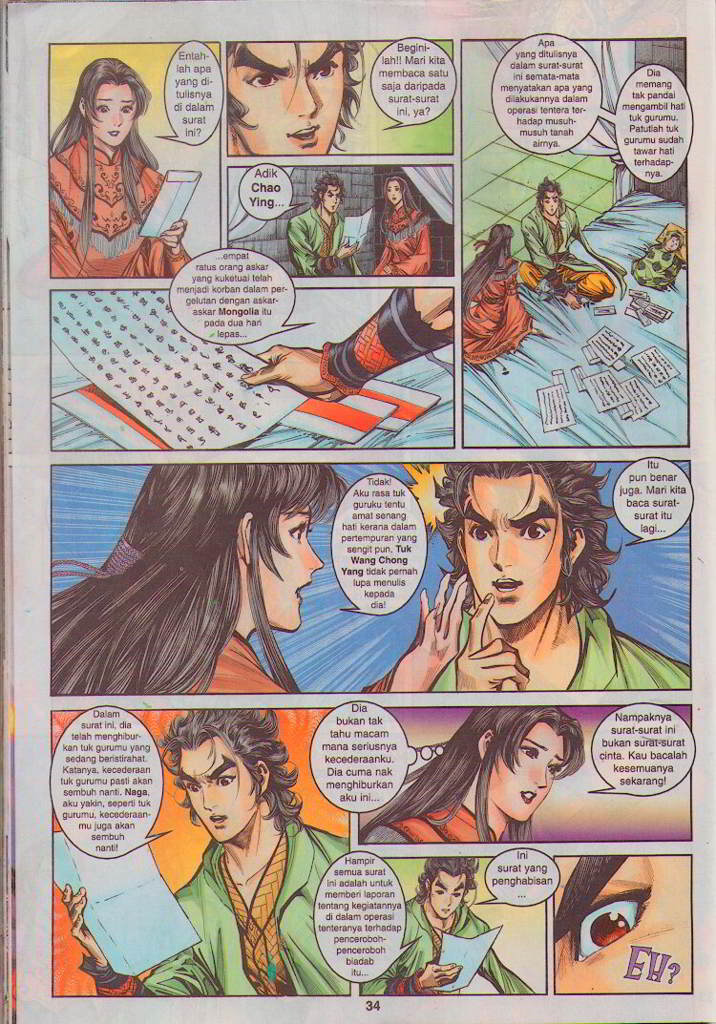 Entah-
lah apa
yang di-
tulisnya
di dalam
surat
ini?
Begini-
lah!! Mari kita
membaca satu
saja daripada
surat-surat
ini, ya?
Adik
Chao
Ying...
...empat
ratus orang askar
yang kuketuai telah
menjadi korban dalam per-
gelutan dengan askar-
askar Mongolia itu
pada dua hari
lepas...
Apa
yang ditulisnya
dalam surat-surat
ini semata-mata
menyatakan apa yang
dilakukannya dalam
operasi tentera ter-
hadap musuh-
musuh tanah
airnya.
Dia
memang tak
pandai
mengambil hati
tuk gurumu.
Patutlah tuk
gurumu sudah
tawar hati
terhadap-
nya.
Tidak!
Aku rasa tuk
guruku tentu
amat senang
hati kerana dalam
pertempuran yang
sengit pun, Tuk
Wang Chong
Yang tidak pernah
lupa menulis
kepada
dia!
Itu
pun benar
juga. Mari kita
baca surat-
surat itu
lagi...
Dalam
surat ini, dia
telah menghibur-
kan tuk gurumu yang
sedang beristirahat.
Katanya, kecederaan
tuk gurumu pasti akan
sembuh nanti. Naga,
aku yakin, seperti tuk
gurumu, kecederaan-
mu juga akan
sembuh
nanti!
Dia
bukan tak
tahu macam
mana seriusnya
kecederaanku.
Dia cuma nak
menghiburkan
aku ini...
Nampaknya
surat-surat ini
bukan surat-surat
cinta. Kau bacalah
kesemuanya
sekarang!
Hampir
semua surat
ini adalah untuk
memberi laporan
tentang kegiatannya
di dalam operasi
tenteranya terhadap
penceroboh-
penceroboh
biadab
itu...
Ini
surat yang
penghabisan
...
EH?
34